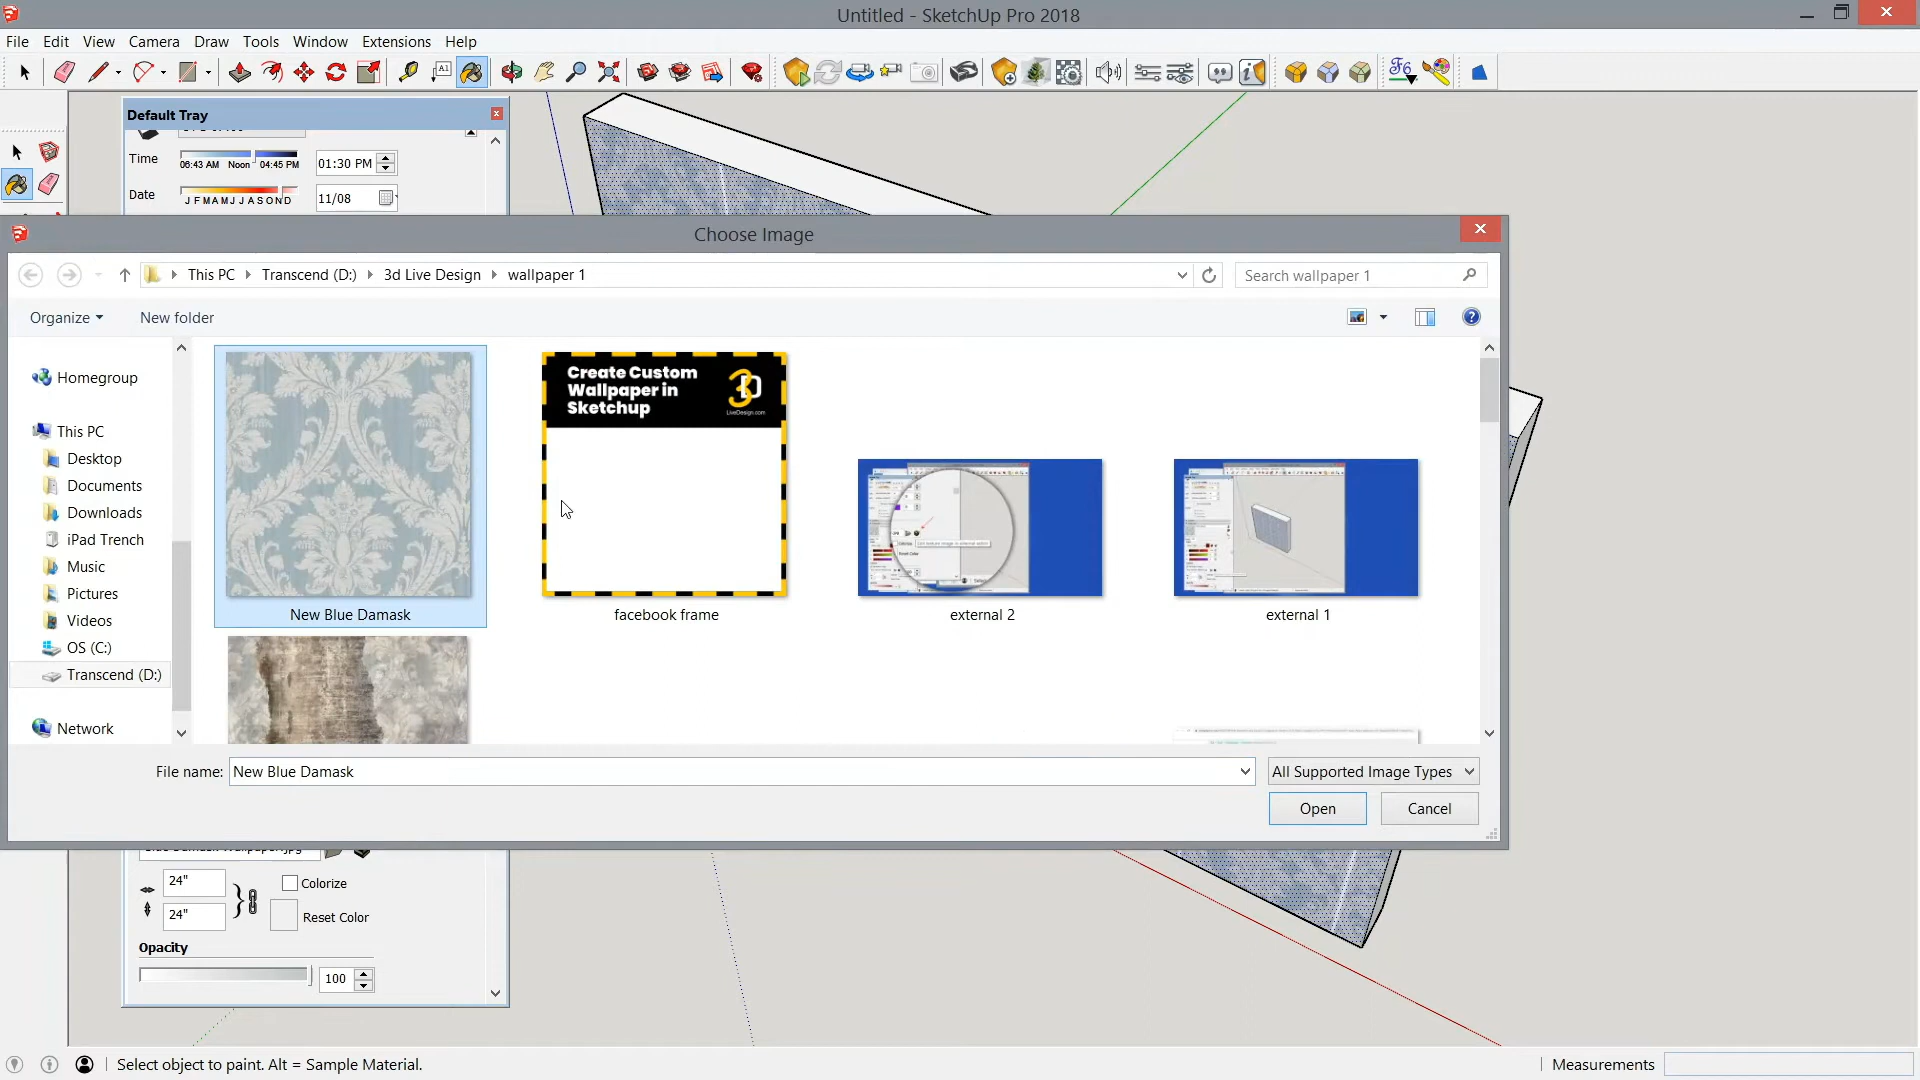 Untitled - SketchUp Pro 2018
File Edit View Camera Draw Tools Window Extensions Help
Default Tray
Time
06:43 AM Noon 04:45 PM
01:30 PM
Date
J F M A M J J A S O N D
11/08
Choose Image
This PC Transcend (D:) 3d Live Design wallpaper 1
Search wallpaper 1
Organize
New folder
Homegroup
This PC
Desktop
Documents
Downloads
iPad Trench
Music
Pictures
Videos
OS (C:)
Transcend (D:)
Network
Create Custom
Wallpaper in
Sketchup
3D
LiveDesign.com
New Blue Damask
facebook frame
external 2
external 1
File name: New Blue Damask
All Supported Image Types
Open
Cancel
24"
Colorize
24"
Reset Color
Opacity
100
Select object to paint. Alt = Sample Material.
Measurements